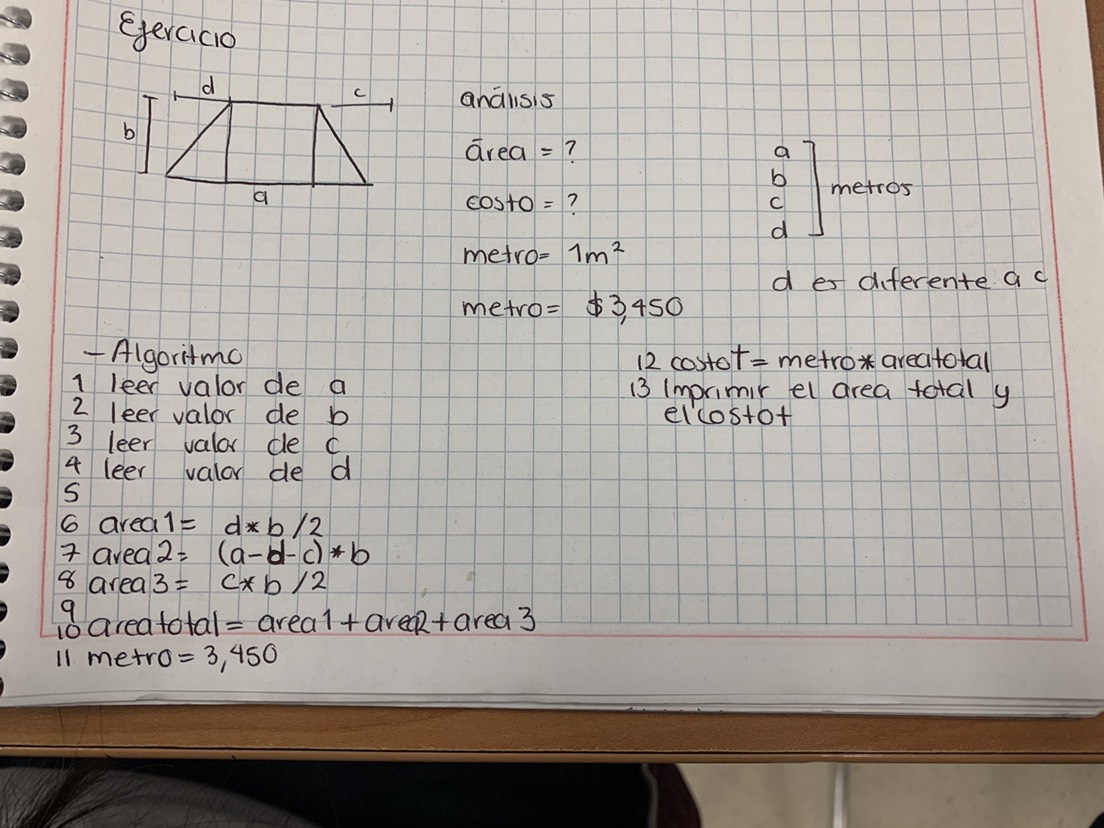 Ejercicio
d
c
b
a
análisis
área = ?
costo = ?
metro= 1m²
metro= $3,450
a
b
c
d
metros
d es diferente a c
- Algoritmo
1 leer valor de a
2 leer valor de b
3 leer valor de c
4 leer valor de d
5
6 area1= d*b/2
7 area2= (a-d-c)*b
8 area3= c*b/2
9
10 areatotal= area1+area2+area3
11 metro=3,450
12 costot= metro*areatotal
13 Imprimir el area total y
el costot